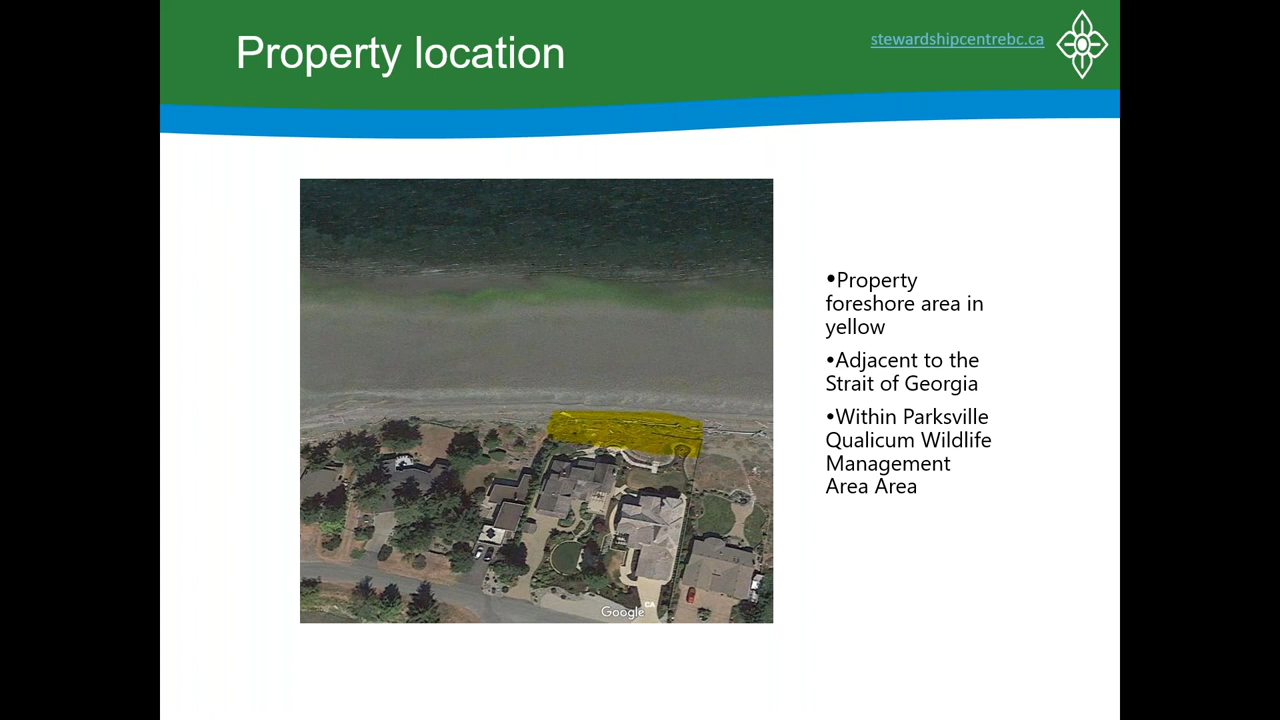 Property location
stewardshipcentrebc.ca
•Property
foreshore area in
yellow
•Adjacent to the
Strait of Georgia
•Within Parksville
Qualicum Wildlife
Management
Area Area
Google
CA